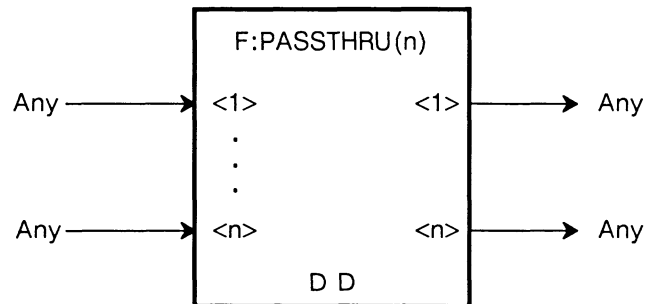 F:PASSTHRU(n)
Any <1> <1> Any
.
.
.
Any <n> <n> Any
D D